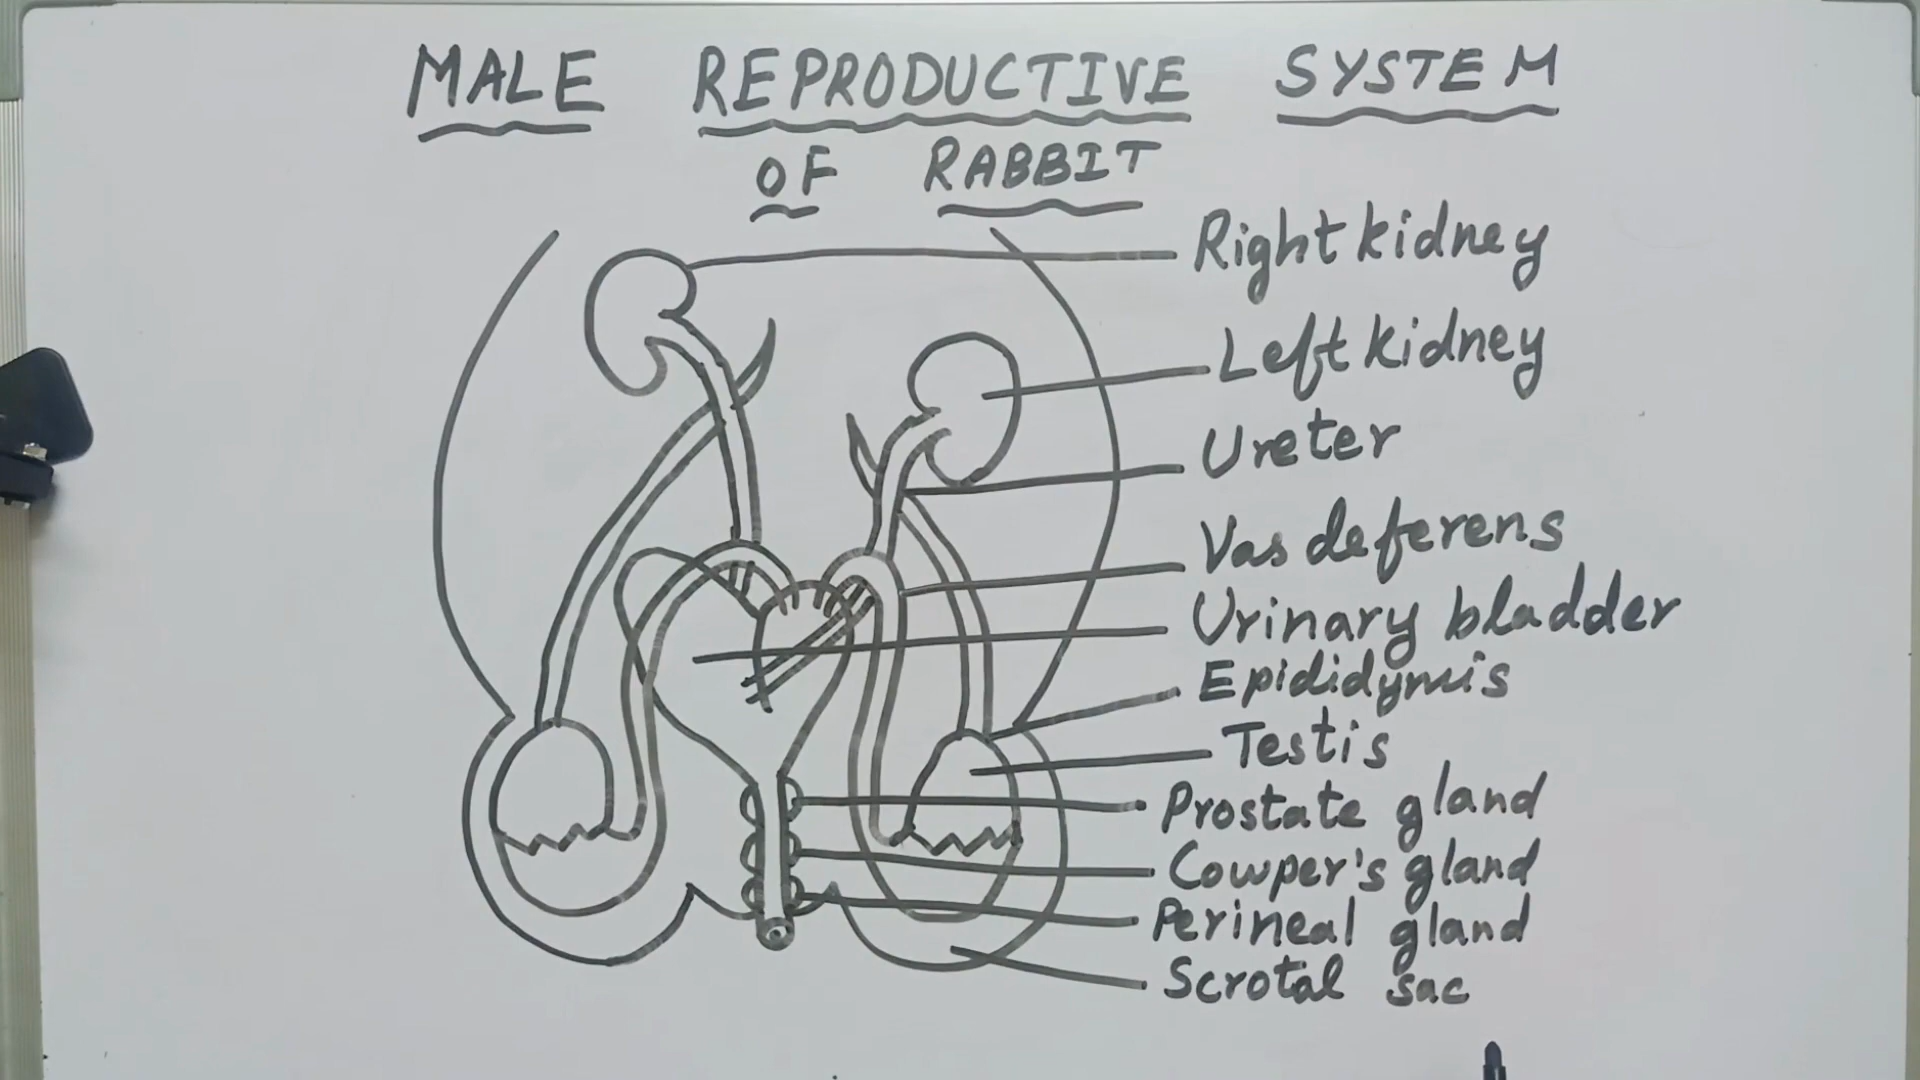 MALE REPRODUCTIVE SYSTEM
OF RABBIT
Right kidney
Left kidney
Ureter
Vas deferens
Urinary bladder
Epididymis
Testis
Prostate gland
Cowper's gland
Perineal gland
Scrotal sac